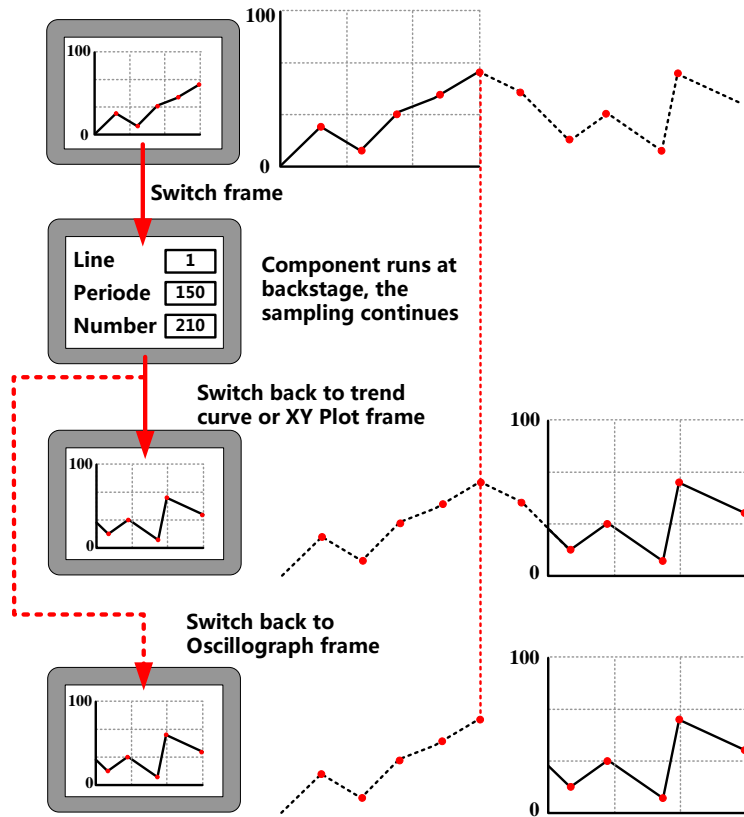 100
0
100
0
Switch frame
Line 1
Periode 150
Number 210
Component runs at
backstage, the
sampling continues
Switch back to trend
curve or XY Plot frame
100
0
100
0
Switch back to
Oscillograph frame
100
0
100
0